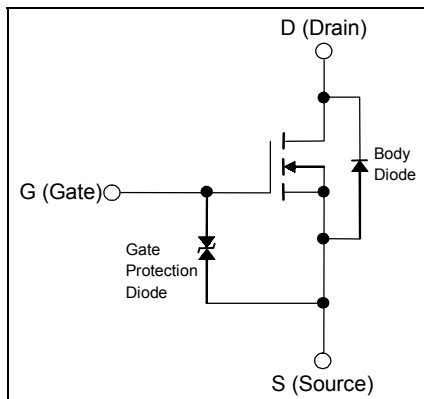 D (Drain)
Body
Diode
G (Gate)
Gate
Protection
Diode
S (Source)